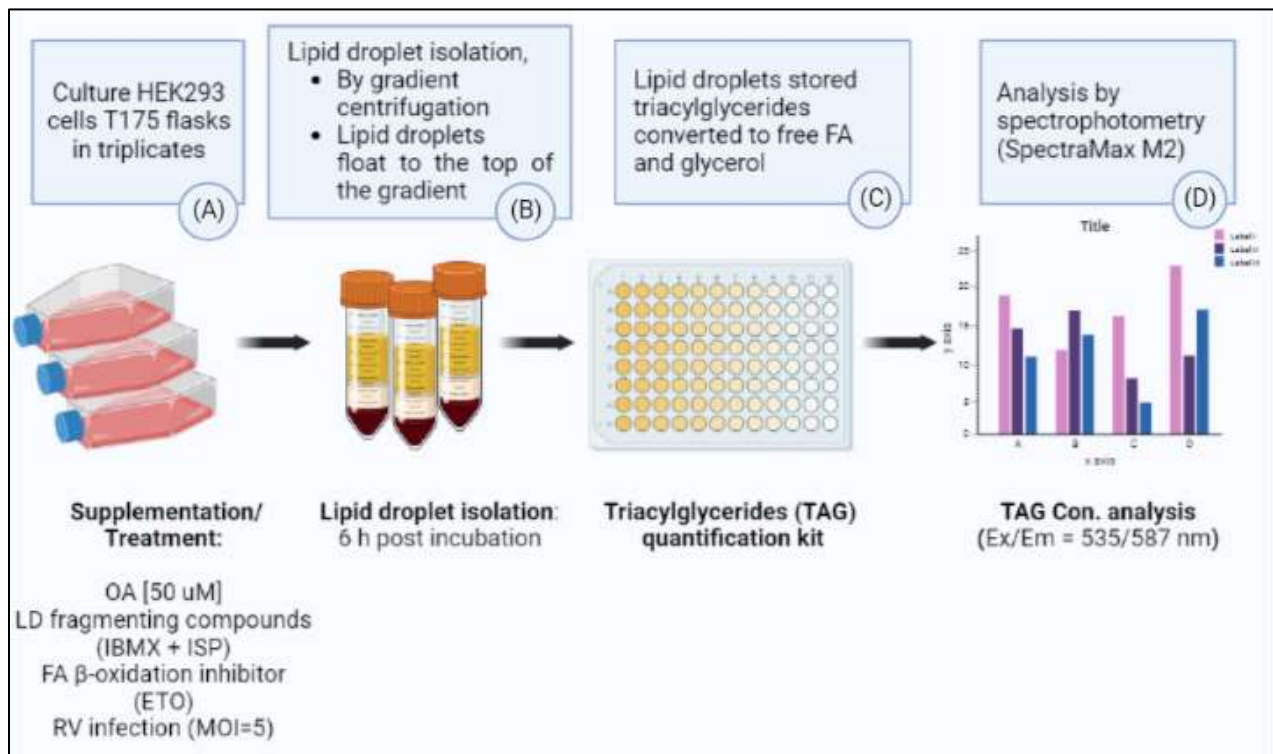 Culture HEK293
cells T175 flasks
in triplicates
(A)
Lipid droplet isolation,
• By gradient
centrifugation
• Lipid droplets
float to the top of
the gradient
(B)
Lipid droplets stored
triacylglycerides
converted to free FA
and glycerol
(C)
Analysis by
spectrophotometry
(SpectraMax M2)
(D)
Title
y axis
A B C D
x axis
Supplementation/
Treatment:
OA [50 uM]
LD fragmenting compounds
(IBMX + ISP)
FA β-oxidation inhibitor
(ETO)
RV infection (MOI=5)
Lipid droplet isolation:
6 h post incubation
Triacylglycerides (TAG)
quantification kit
TAG Con. analysis
(Ex/Em = 535/587 nm)